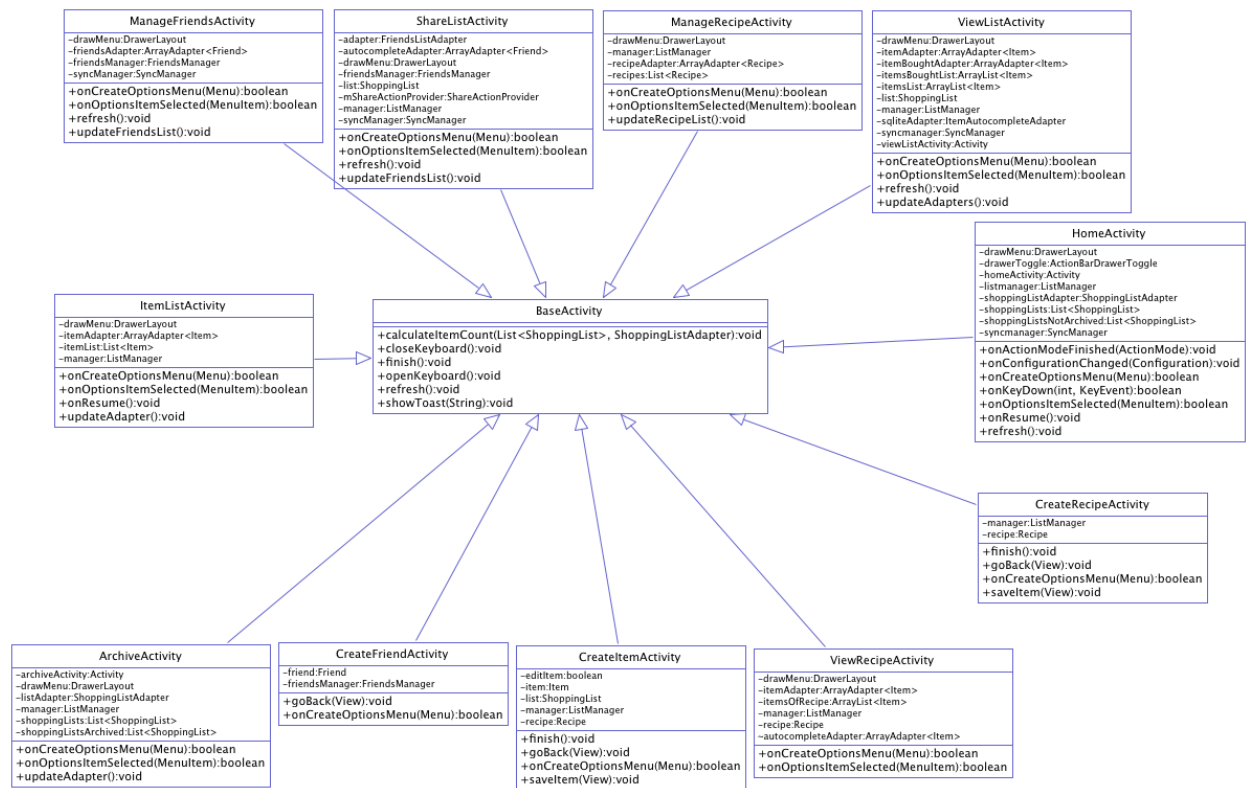 ManageFriendsActivity
-drawMenu:DrawerLayout
-friendsAdapter:ArrayAdapter<Friend>
-friendsManager:FriendsManager
-syncManager:SyncManager
+onCreateOptionsMenu(Menu):boolean
+onOptionsItemSelected(MenuItem):boolean
+refresh():void
+updateFriendsList():void
ShareListActivity
-adapter:FriendsListAdapter
-autocompleteAdapter:ArrayAdapter<Friend>
-drawMenu:DrawerLayout
-friendsManager:FriendsManager
-list:ShoppingList
-mShareActionProvider:ShareActionProvider
-manager:ListManager
-syncManager:SyncManager
+onCreateOptionsMenu(Menu):boolean
+onOptionsItemSelected(MenuItem):boolean
+refresh():void
+updateFriendsList():void
ManageRecipeActivity
-drawMenu:DrawerLayout
-manager:ListManager
-recipeAdapter:ArrayAdapter<Recipe>
-recipes:List<Recipe>
+onCreateOptionsMenu(Menu):boolean
+onOptionsItemSelected(MenuItem):boolean
+updateRecipeList():void
ViewListActivity
-drawMenu:DrawerLayout
-itemAdapter:ArrayAdapter<Item>
-itemBoughtAdapter:ArrayAdapter<Item>
-itemsBoughtList:ArrayList<Item>
-itemsList:ArrayList<Item>
-list:ShoppingList
-manager:ListManager
-sqliteAdapter:ItemAutocompleteAdapter
-syncmanager:SyncManager
-viewListActivity:Activity
+onCreateOptionsMenu(Menu):boolean
+onOptionsItemSelected(MenuItem):boolean
+refresh():void
+updateAdapters():void
HomeActivity
-drawMenu:DrawerLayout
-drawerToggle:ActionBarDrawerToggle
-homeActivity:Activity
-listmanager:ListManager
-shoppingListAdapter:ShoppingListAdapter
-shoppingLists:List<ShoppingList>
-shoppingListsNotArchived:List<ShoppingList>
-syncmanager:SyncManager
+onActionModeFinished(ActionMode):void
+onConfigurationChanged(Configuration):void
+onCreateOptionsMenu(Menu):boolean
+onKeyDown(int, KeyEvent):boolean
+onOptionsItemSelected(MenuItem):boolean
+onResume():void
+refresh():void
ItemListActivity
-drawMenu:DrawerLayout
-itemAdapter:ArrayAdapter<Item>
-itemList:List<Item>
-manager:ListManager
+onCreateOptionsMenu(Menu):boolean
+onOptionsItemSelected(MenuItem):boolean
+onResume():void
+updateAdapter():void
BaseActivity
+calculateItemCount(List<ShoppingList>, ShoppingListAdapter):void
+closeKeyboard():void
+finish():void
+openKeyboard():void
+refresh():void
+showToast(String):void
CreateRecipeActivity
-manager:ListManager
-recipe:Recipe
+finish():void
+goBack(View):void
+onCreateOptionsMenu(Menu):boolean
+saveItem(View):void
ArchiveActivity
-archiveActivity:Activity
-drawMenu:DrawerLayout
-listAdapter:ShoppingListAdapter
-manager:ListManager
-shoppingLists:List<ShoppingList>
-shoppingListsArchived:List<ShoppingList>
+onCreateOptionsMenu(Menu):boolean
+onOptionsItemSelected(MenuItem):boolean
+updateAdapter():void
CreateFriendActivity
-friend:Friend
-friendsManager:FriendsManager
+goBack(View):void
+onCreateOptionsMenu(Menu):boolean
CreateItemActivity
-editItem:boolean
-item:Item
-list:ShoppingList
-manager:ListManager
-recipe:Recipe
+finish():void
+goBack(View):void
+onCreateOptionsMenu(Menu):boolean
+saveItem(View):void
ViewRecipeActivity
-drawMenu:DrawerLayout
-itemAdapter:ArrayAdapter<Item>
-itemsOfRecipe:ArrayList<Item>
-manager:ListManager
-recipe:Recipe
~autocompleteAdapter:ArrayAdapter<Item>
+onCreateOptionsMenu(Menu):boolean
+onOptionsItemSelected(MenuItem):boolean